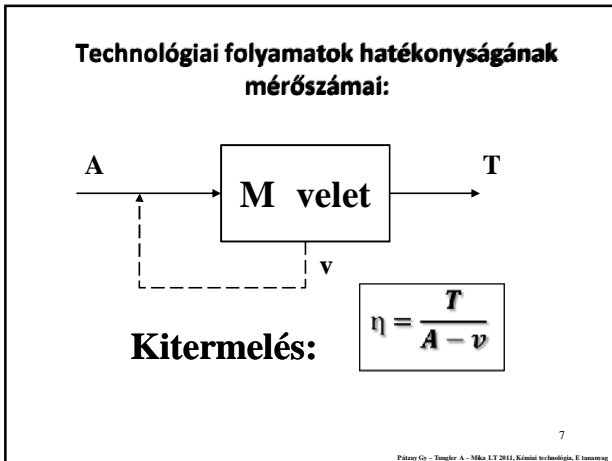 Technológiai folyamatok hatékonyságának
mérőszámai:
A
T
M velet
v
Kitermelés:
η = T / (A − v)
7
Pátzay Gy – Tungler A – Mika LT 2011, Kémiai technológia, E tananyag